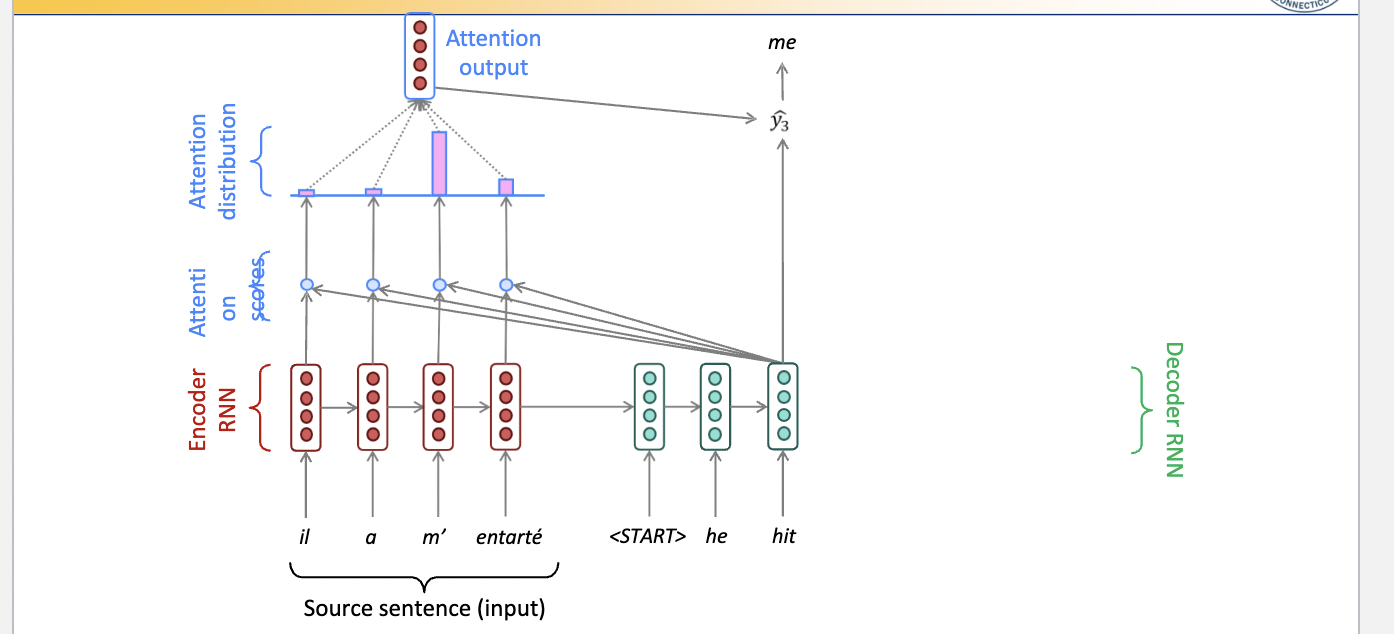 ONNECTIC
Attention
output
me
ŷ3
Attention
distribution
Attenti
on
scores
Encoder
RNN
Decoder RNN
il a m’ entarté <START> he hit
Source sentence (input)